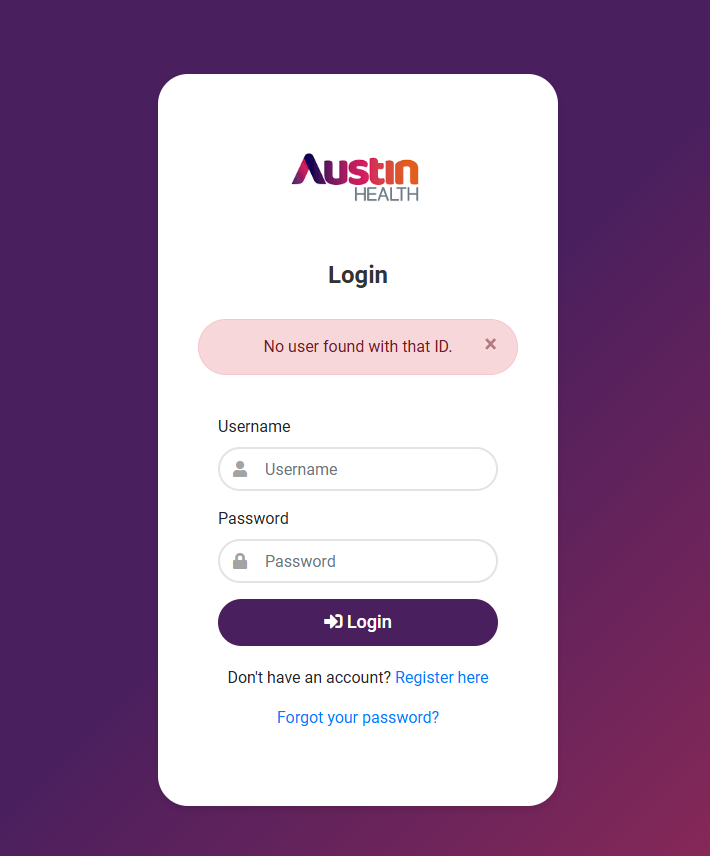 Austin
HEALTH
Login
No user found with that ID.
×
Username
Username
Password
Password
Login
Don't have an account? Register here
Forgot your password?